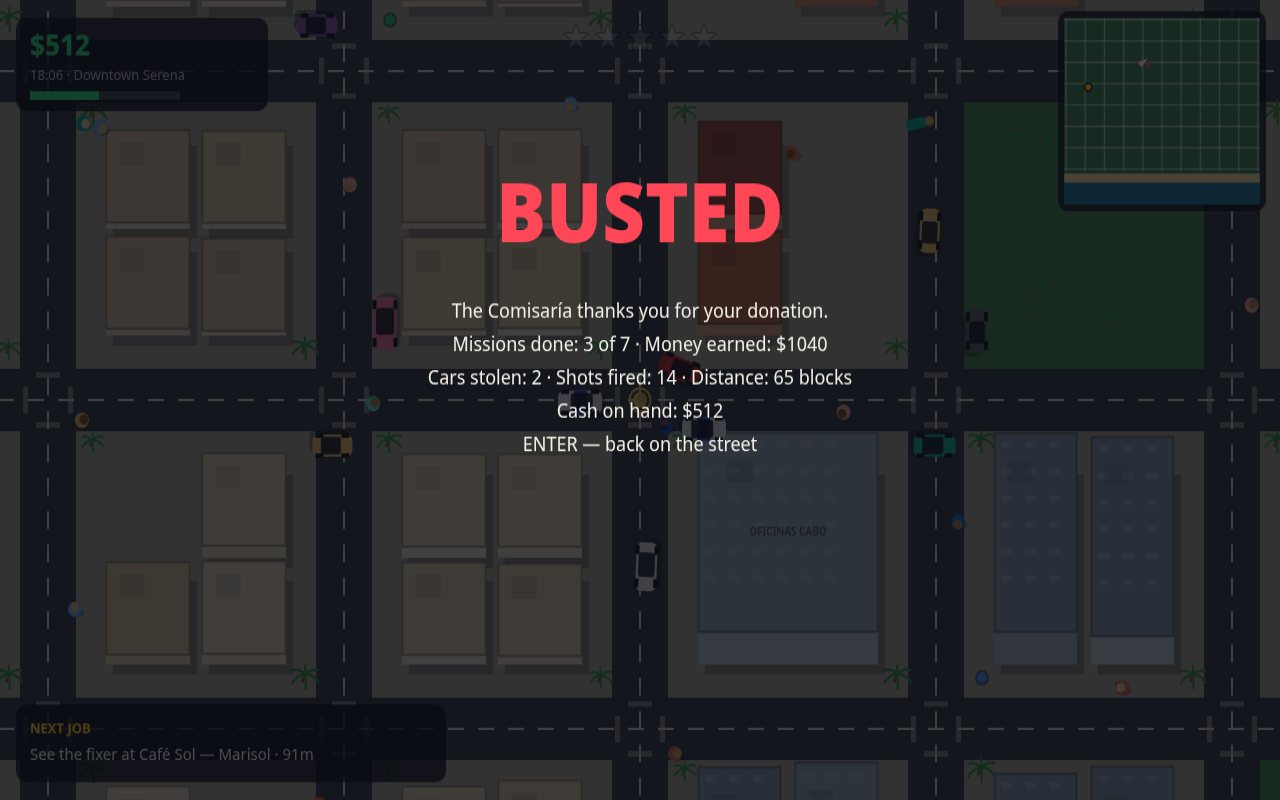 $512
18:06 · Downtown Serena
BUSTED
The Comisaría thanks you for your donation.
Missions done: 3 of 7 · Money earned: $1040
Cars stolen: 2 · Shots fired: 14 · Distance: 65 blocks
Cash on hand: $512
ENTER — back on the street
OFICINAS CABO
NEXT JOB
See the fixer at Café Sol — Marisol · 91m